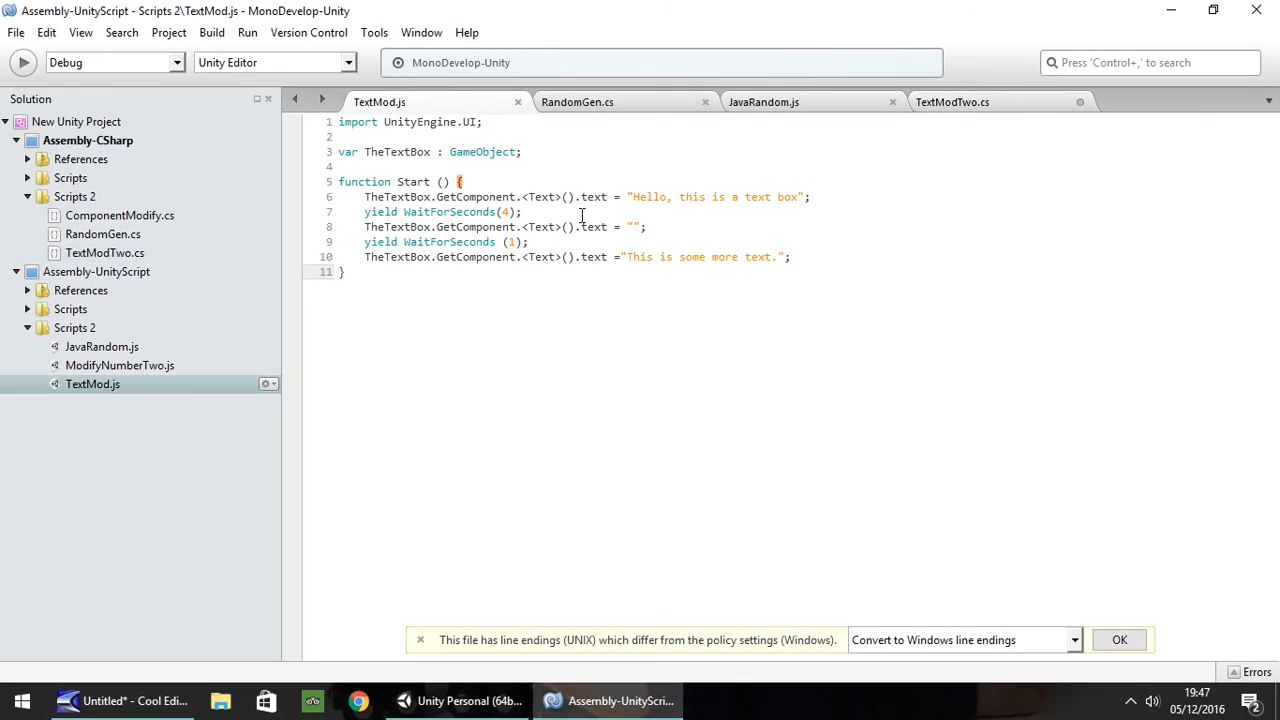 Assembly-UnityScript - Scripts 2\TextMod.js - MonoDevelop-Unity
File Edit View Search Project Build Run Version Control Tools Window Help
Debug Unity Editor MonoDevelop-Unity Press 'Control+,' to search
Solution TextMod.js RandomGen.cs JavaRandom.js TextModTwo.cs
New Unity Project
Assembly-CSharp
References
Scripts
Scripts 2
ComponentModify.cs
RandomGen.cs
TextModTwo.cs
Assembly-UnityScript
References
Scripts
Scripts 2
JavaRandom.js
ModifyNumberTwo.js
TextMod.js
1 import UnityEngine.UI;
2
3 var TheTextBox : GameObject;
4
5 function Start () {
6 TheTextBox.GetComponent.<Text>().text = "Hello, this is a text box";
7 yield WaitForSeconds(4);
8 TheTextBox.GetComponent.<Text>().text = "";
9 yield WaitForSeconds (1);
10 TheTextBox.GetComponent.<Text>().text ="This is some more text.";
11 }
This file has line endings (UNIX) which differ from the policy settings (Windows). Convert to Windows line endings OK
Errors
Untitled* - Cool Edi... Unity Personal (64b... Assembly-UnityScri... 19:47
05/12/2016 2